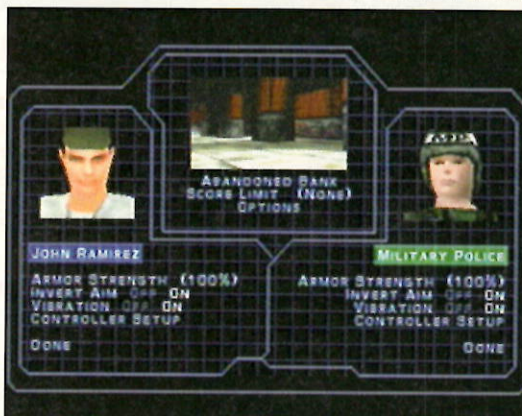 ABANDONED BANK
SCORE LIMIT (NONE)
OPTIONS
M.P.
JOHN RAMIREZ
ARMOR STRENGTH (100%)
INVERT AIM OFF ON
VIBRATION OFF ON
CONTROLLER SETUP
DONE
MILITARY POLICE
ARMOR STRENGTH (100%)
INVERT AIM OFF ON
VIBRATION OFF ON
CONTROLLER SETUP
DONE